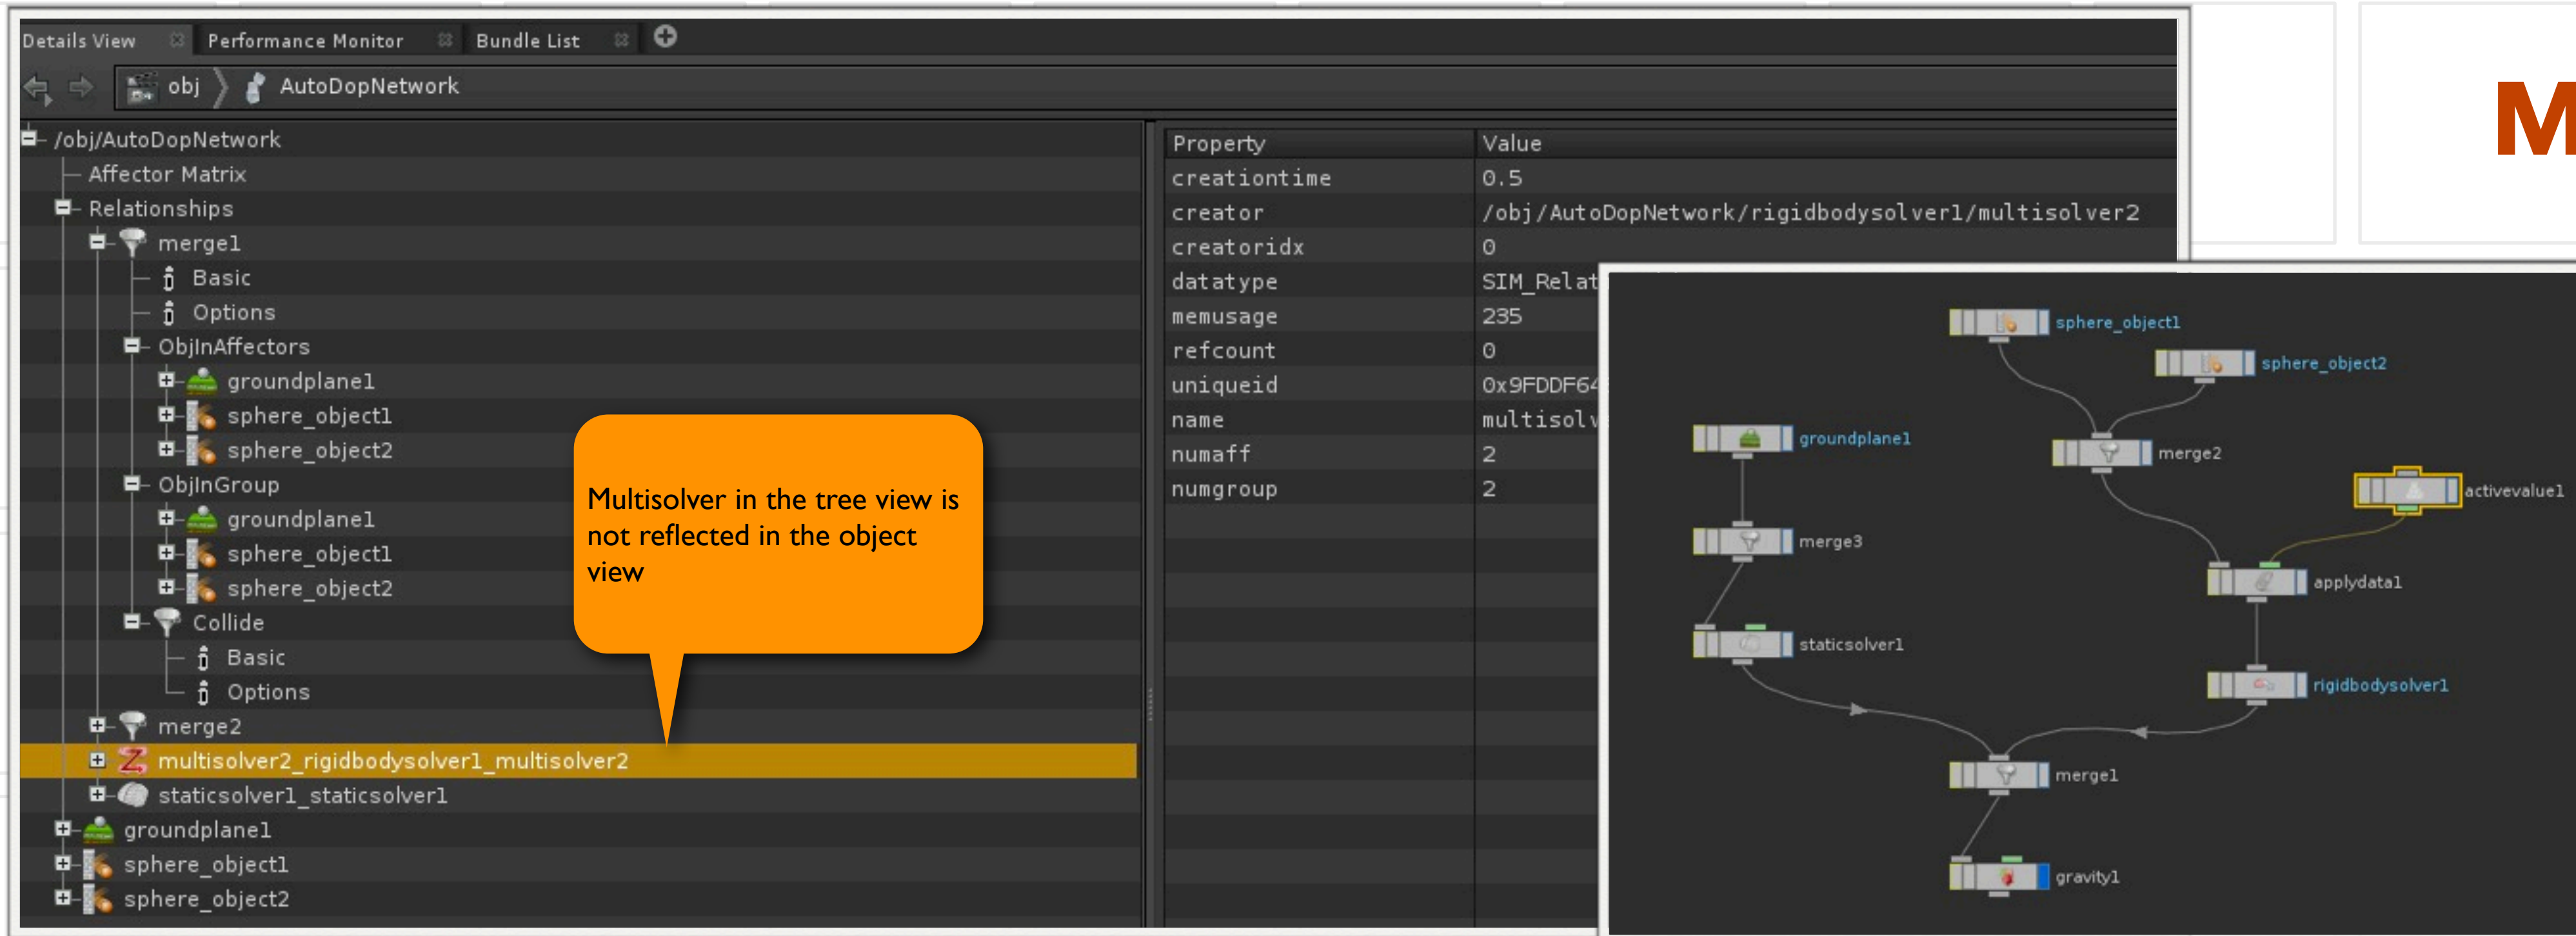 Details View
Performance Monitor
Bundle List
obj
AutoDopNetwork
/obj/AutoDopNetwork
Affector Matrix
Relationships
merge1
Basic
Options
ObjInAffectors
groundplane1
sphere_object1
sphere_object2
ObjInGroup
groundplane1
sphere_object1
sphere_object2
Collide
Basic
Options
merge2
multisolver2_rigidbodysolver1_multisolver2
staticsolver1_staticsolver1
groundplane1
sphere_object1
sphere_object2
Multisolver in the tree view is
not reflected in the object
view
Property Value
creationtime 0.5
creator /obj/AutoDopNetwork/rigidbodysolver1/multisolver2
creatoridx 0
datatype SIM_Relat
memusage 235
refcount 0
uniqueid 0x9FDDF64
name multisolv
numaff 2
numgroup 2
M
sphere_object1
sphere_object2
groundplane1
merge2
activevalue1
merge3
applydata1
staticsolver1
rigidbodysolver1
merge1
gravity1